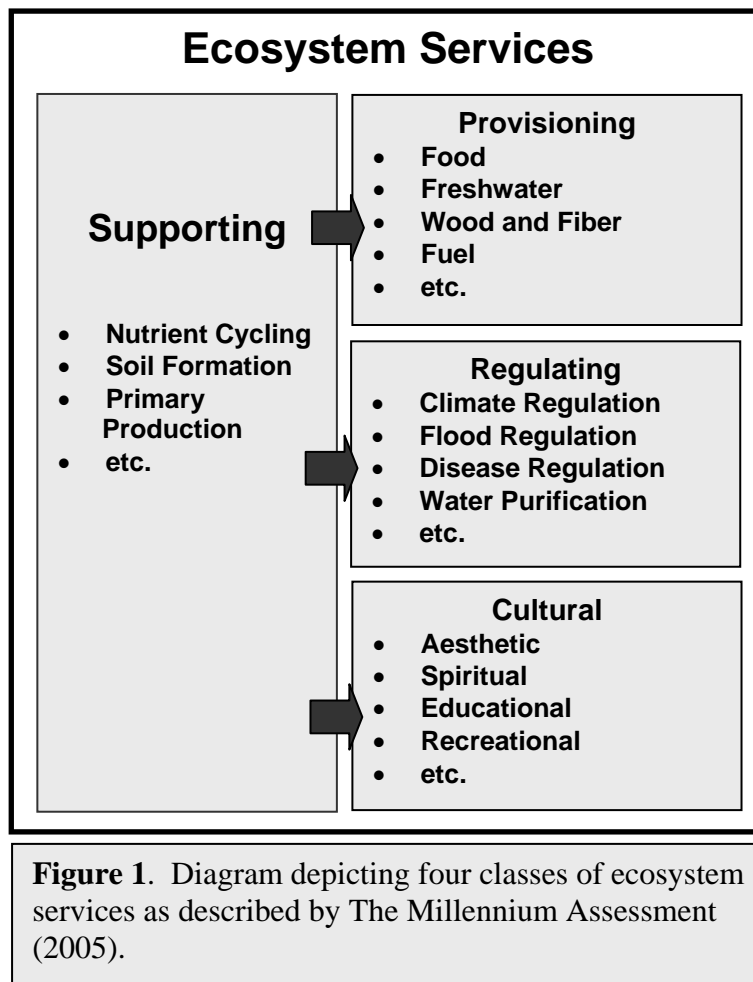 Ecosystem Services
Supporting
• Nutrient Cycling
• Soil Formation
• Primary
Production
• etc.
Provisioning
• Food
• Freshwater
• Wood and Fiber
• Fuel
• etc.
Regulating
• Climate Regulation
• Flood Regulation
• Disease Regulation
• Water Purification
• etc.
Cultural
• Aesthetic
• Spiritual
• Educational
• Recreational
• etc.
Figure 1. Diagram depicting four classes of ecosystem
services as described by The Millennium Assessment
(2005).